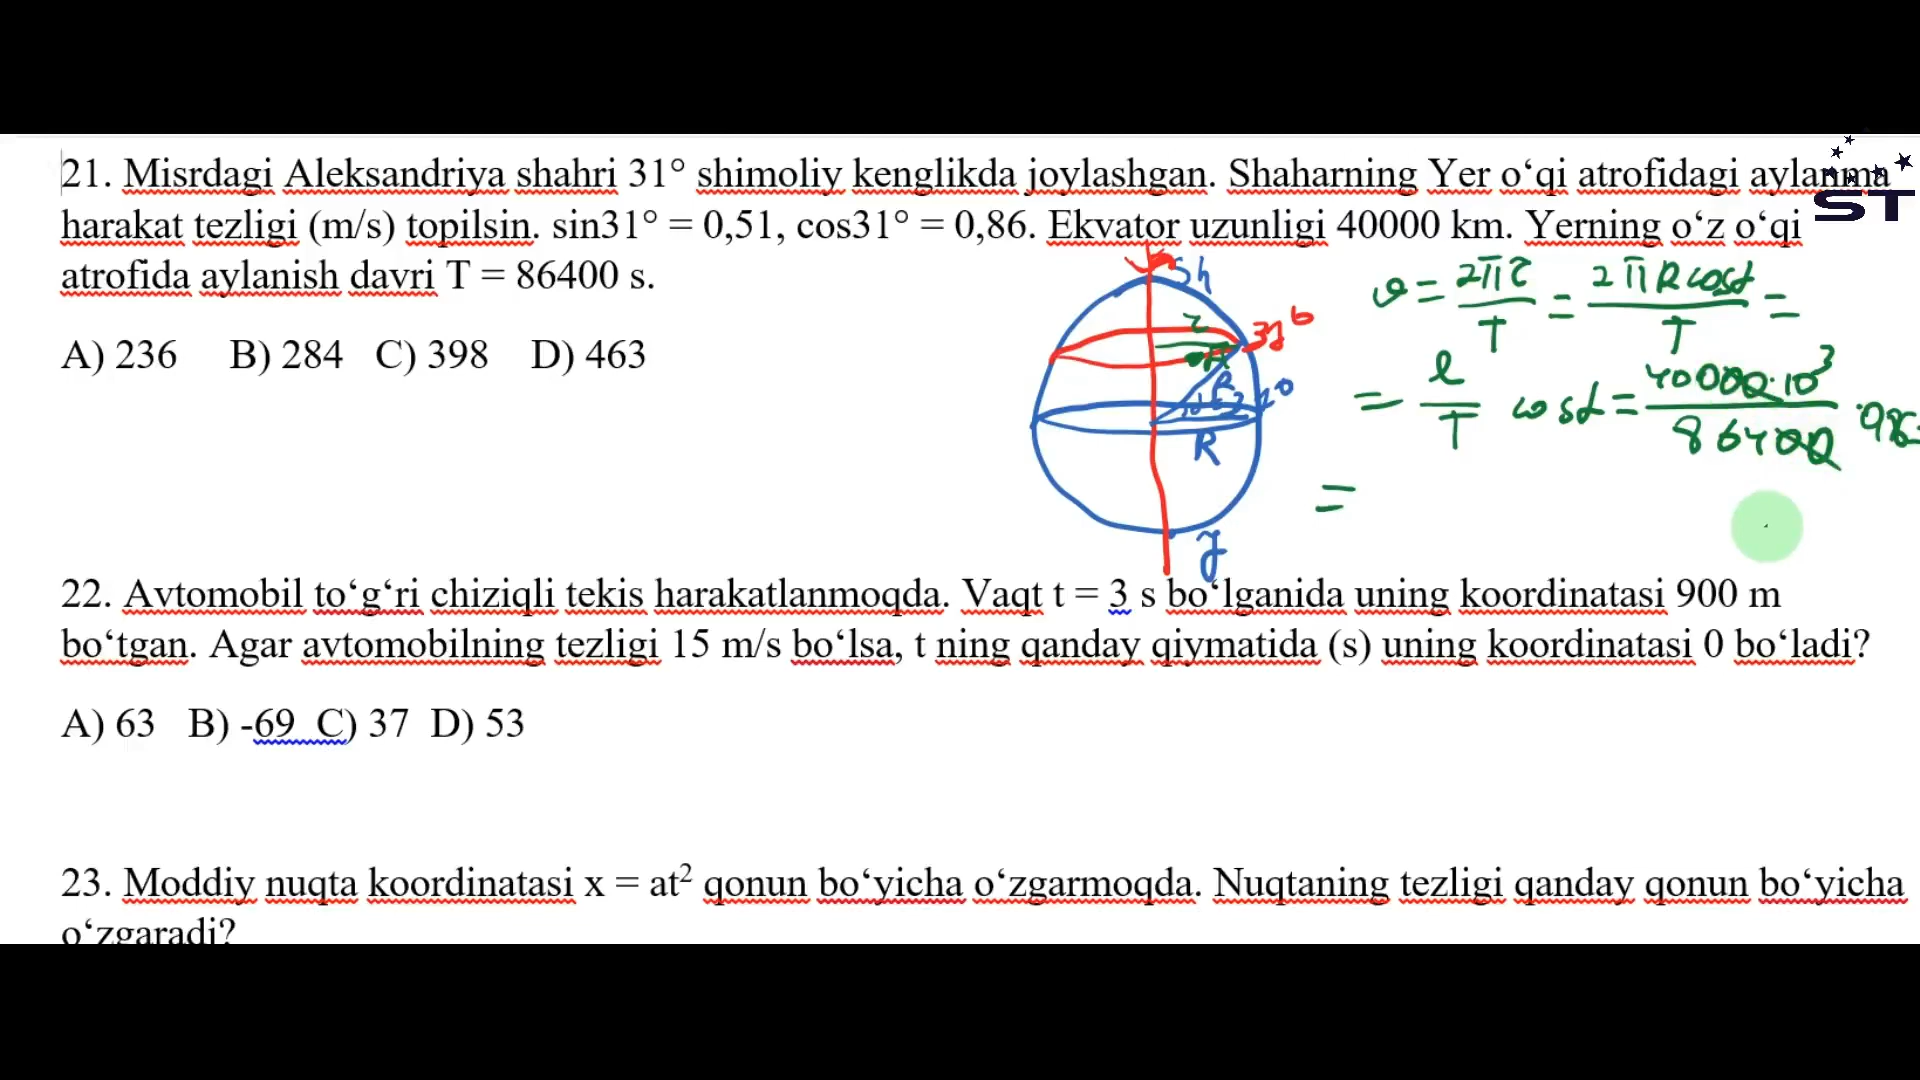 21. Misrdagi Aleksandriya shahri 31° shimoliy kenglikda joylashgan. Shaharning Yer o‘qi atrofidagi aylanma
harakat tezligi (m/s) topilsin. sin31° = 0,51, cos31° = 0,86. Ekvator uzunligi 40000 km. Yerning o‘z o‘qi
atrofida aylanish davri T = 86400 s.
ST
A) 236 B) 284 C) 398 D) 463
Sh
31°
R
R
J
υ = 2πr/T = 2πR cosα/T =
= l/T cosα = 40000·10³/86400
=
22. Avtomobil to‘g‘ri chiziqli tekis harakatlanmoqda. Vaqt t = 3 s bo‘lganida uning koordinatasi 900 m
bo‘tgan. Agar avtomobilning tezligi 15 m/s bo‘lsa, t ning qanday qiymatida (s) uning koordinatasi 0 bo‘ladi?
A) 63 B) -69 C) 37 D) 53
23. Moddiy nuqta koordinatasi x = at² qonun bo‘yicha o‘zgarmoqda. Nuqtaning tezligi qanday qonun bo‘yicha
o‘zgaradi?